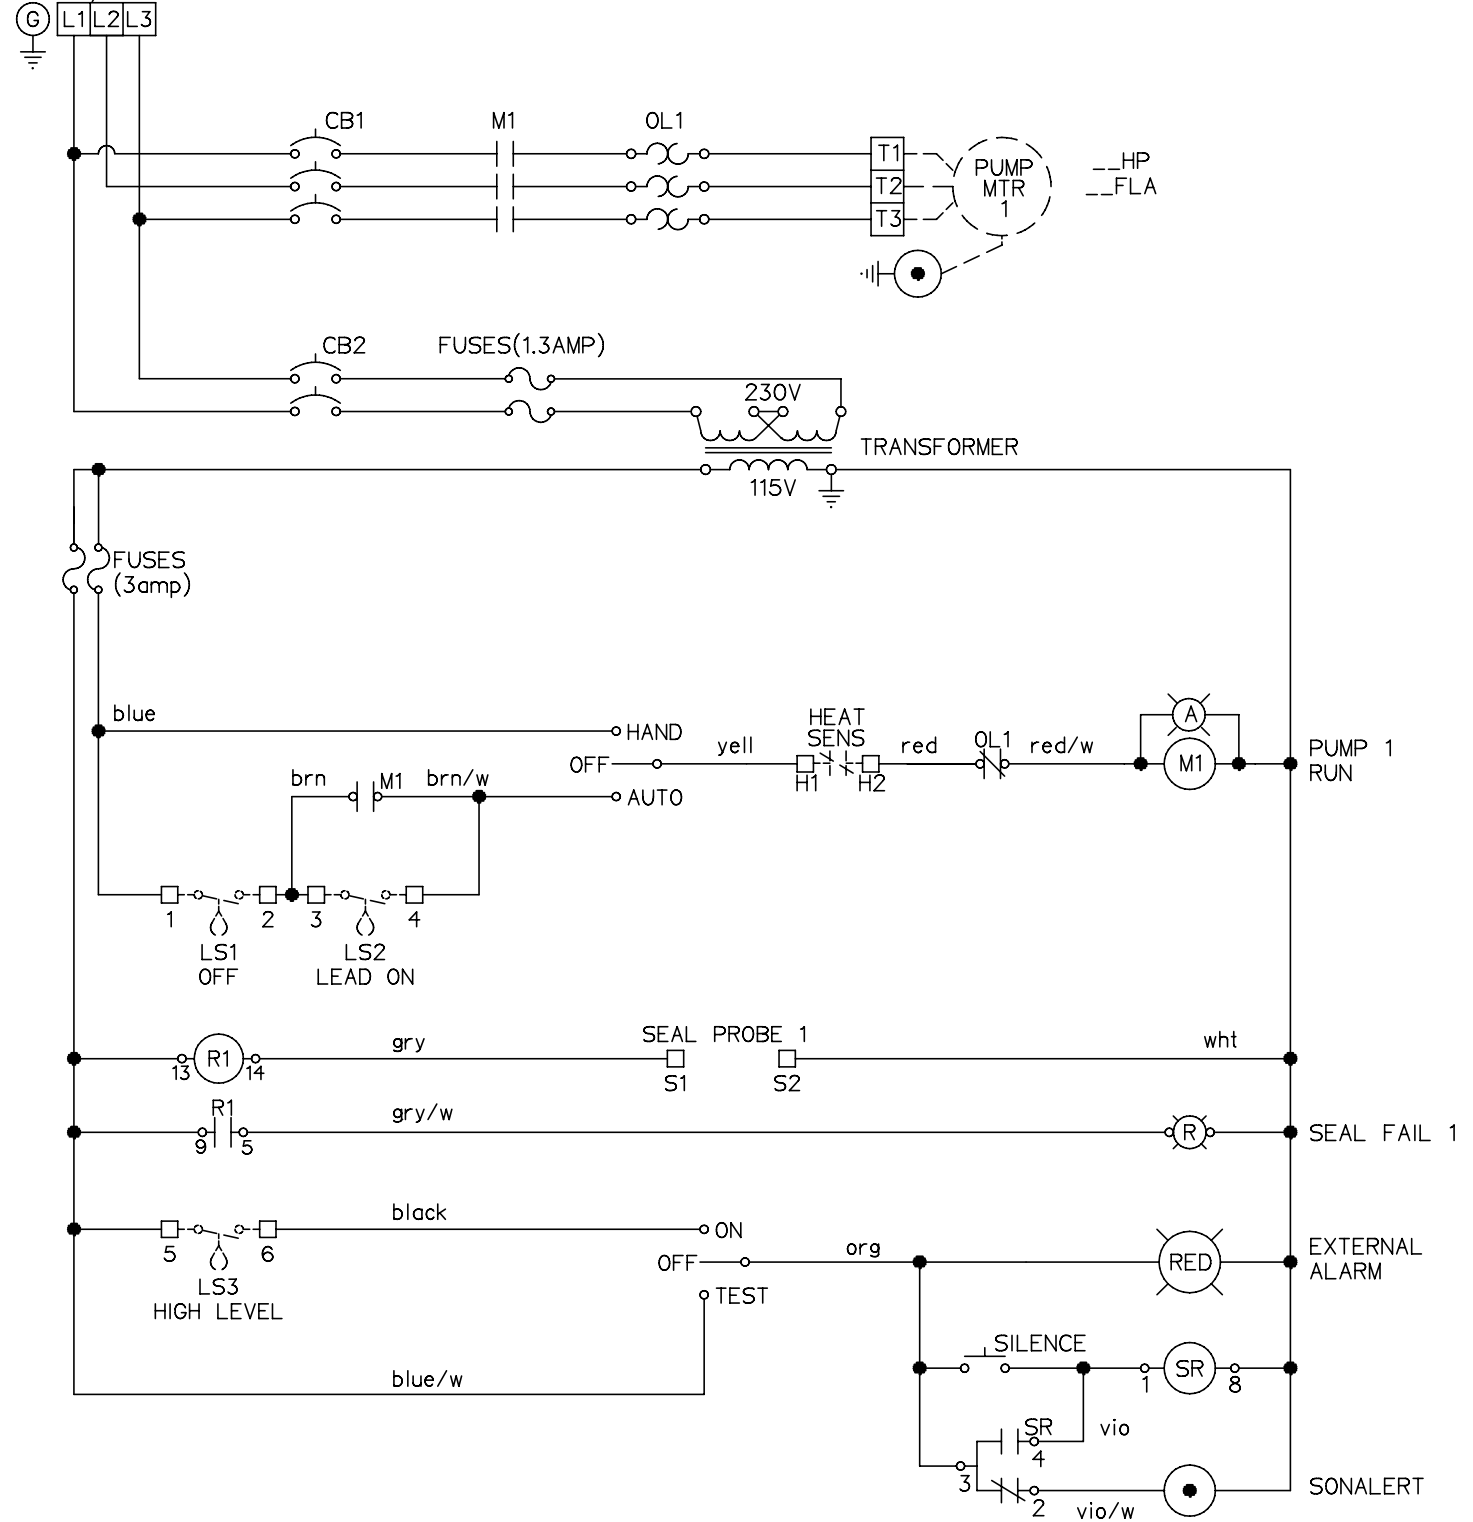 G L1 L2 L3
CB1 M1 OL1
T1
T2
T3
PUMP
MTR
1
__HP
__FLA
CB2 FUSES(1.3AMP)
230V
TRANSFORMER
115V
FUSES
(3amp)
blue
HAND
OFF
AUTO
brn M1 brn/w
yell
HEAT
SENS
H1 H2
red OL1 red/w
A
M1
PUMP 1
RUN
1 2 3 4
LS1
OFF
LS2
LEAD ON
R1
13 14
gry
SEAL PROBE 1
S1 S2
wht
R1
9 5
gry/w
R
SEAL FAIL 1
5 6
LS3
HIGH LEVEL
black
ON
OFF
TEST
org
RED
EXTERNAL
ALARM
blue/w
SILENCE
1 SR 8
SR
4
vio
3
2
vio/w
SONALERT